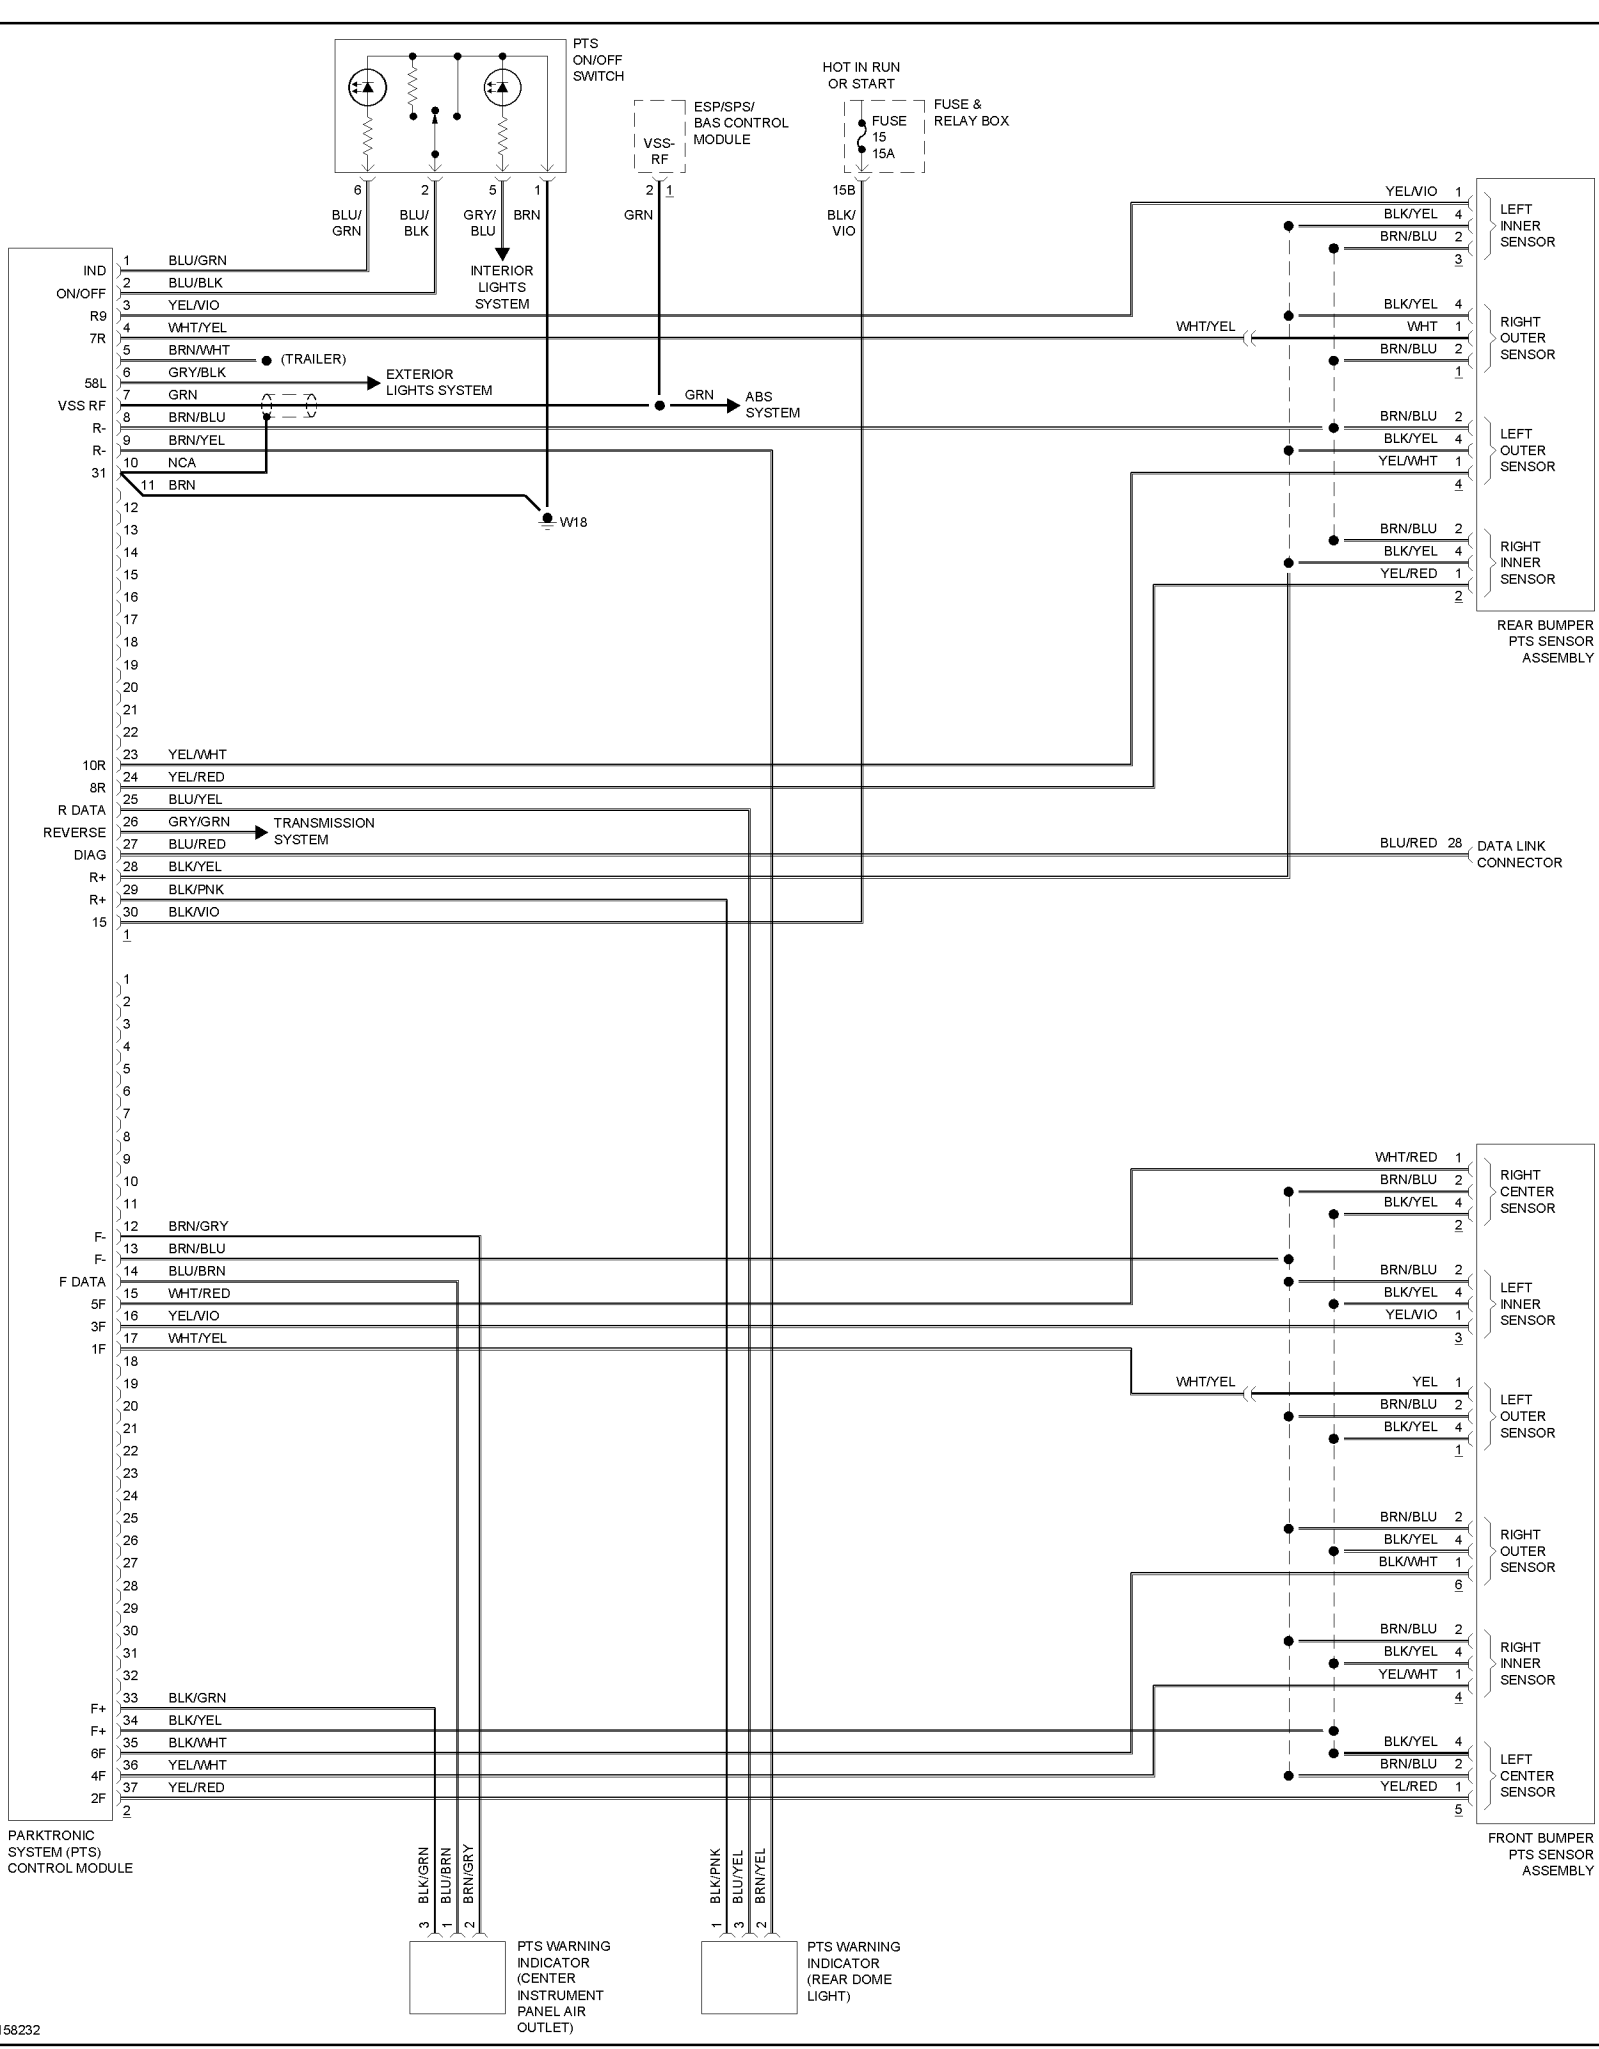 PTS
ON/OFF
SWITCH
6
2
5
1
BLU/
GRN
BLU/
BLK
GRY/
BLU
BRN
INTERIOR
LIGHTS
SYSTEM
ESP/SPS/
BAS CONTROL
MODULE
VSS-
RF
2 1
GRN
HOT IN RUN
OR START
FUSE &
RELAY BOX
FUSE
15
15A
15B
BLK/
VIO
IND 1 BLU/GRN
ON/OFF 2 BLU/BLK
R9 3 YEL/VIO
7R 4 WHT/YEL
5 BRN/WHT (TRAILER)
58L 6 GRY/BLK
EXTERIOR
LIGHTS SYSTEM
VSS RF 7 GRN
GRN
ABS
SYSTEM
R- 8 BRN/BLU
R- 9 BRN/YEL
31 10 NCA
11 BRN
W18
12
13
14
15
16
17
18
19
20
21
22
10R 23 YEL/WHT
8R 24 YEL/RED
R DATA 25 BLU/YEL
REVERSE 26 GRY/GRN
TRANSMISSION
SYSTEM
DIAG 27 BLU/RED
R+ 28 BLK/YEL
R+ 29 BLK/PNK
15 30 BLK/VIO
1
1
2
3
4
5
6
7
8
9
10
11
F- 12 BRN/GRY
F- 13 BRN/BLU
F DATA 14 BLU/BRN
5F 15 WHT/RED
3F 16 YEL/VIO
1F 17 WHT/YEL
18
19
20
21
22
23
24
25
26
27
28
29
30
31
32
F+ 33 BLK/GRN
F+ 34 BLK/YEL
6F 35 BLK/WHT
4F 36 YEL/WHT
2F 37 YEL/RED
2
PARKTRONIC
SYSTEM (PTS)
CONTROL MODULE
YEL/VIO 1
BLK/YEL 4
BRN/BLU 2
3
LEFT
INNER
SENSOR
BLK/YEL 4
WHT/YEL
WHT 1
BRN/BLU 2
1
RIGHT
OUTER
SENSOR
BRN/BLU 2
BLK/YEL 4
YEL/WHT 1
4
LEFT
OUTER
SENSOR
BRN/BLU 2
BLK/YEL 4
YEL/RED 1
2
RIGHT
INNER
SENSOR
REAR BUMPER
PTS SENSOR
ASSEMBLY
BLU/RED 28
DATA LINK
CONNECTOR
WHT/RED 1
BRN/BLU 2
BLK/YEL 4
2
RIGHT
CENTER
SENSOR
BRN/BLU 2
BLK/YEL 4
YEL/VIO 1
3
LEFT
INNER
SENSOR
WHT/YEL
YEL 1
BRN/BLU 2
BLK/YEL 4
1
LEFT
OUTER
SENSOR
BRN/BLU 2
BLK/YEL 4
BLK/WHT 1
6
RIGHT
OUTER
SENSOR
BRN/BLU 2
BLK/YEL 4
YEL/WHT 1
4
RIGHT
INNER
SENSOR
BLK/YEL 4
BRN/BLU 2
YEL/RED 1
5
LEFT
CENTER
SENSOR
FRONT BUMPER
PTS SENSOR
ASSEMBLY
BLK/GRN
BLU/BRN
BRN/GRY
3
1
2
PTS WARNING
INDICATOR
(CENTER
INSTRUMENT
PANEL AIR
OUTLET)
BLK/PNK
BLU/YEL
BRN/YEL
1
3
2
PTS WARNING
INDICATOR
(REAR DOME
LIGHT)
158232